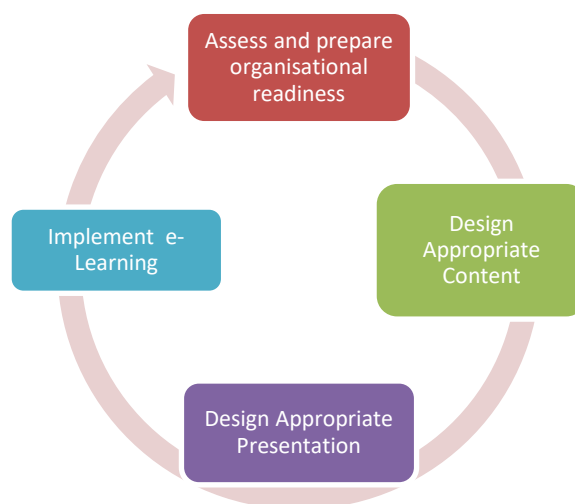 Assess and prepare
organisational
readiness
Design
Appropriate
Content
Design Appropriate
Presentation
Implement e-
Learning